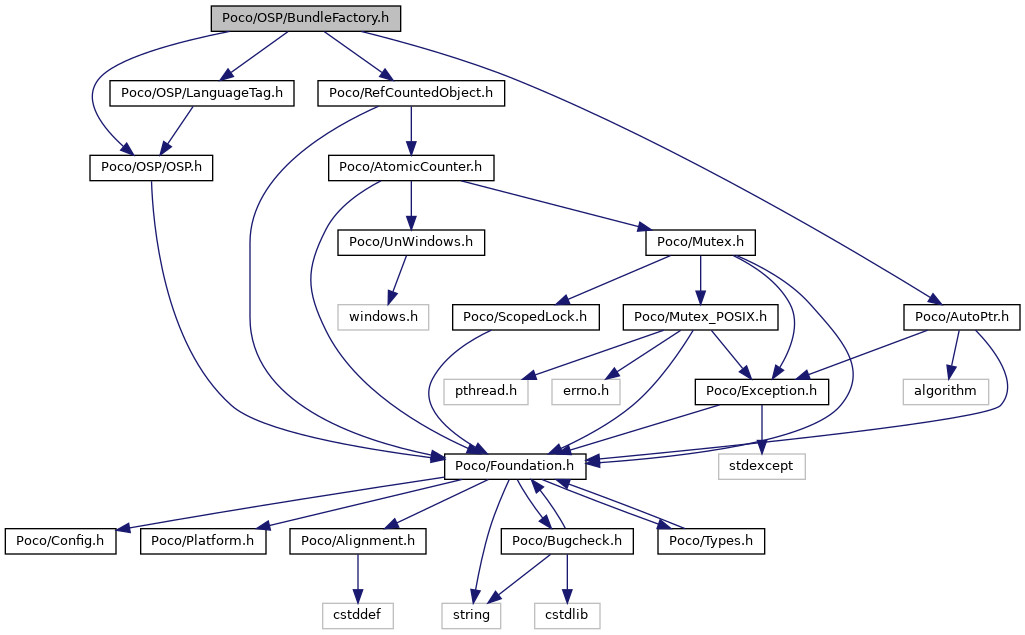 Poco/OSP/BundleFactory.h
Poco/OSP/LanguageTag.h
Poco/RefCountedObject.h
Poco/OSP/OSP.h
Poco/AtomicCounter.h
Poco/UnWindows.h
Poco/Mutex.h
windows.h
Poco/ScopedLock.h
Poco/Mutex_POSIX.h
Poco/AutoPtr.h
pthread.h
errno.h
Poco/Exception.h
algorithm
Poco/Foundation.h
stdexcept
Poco/Config.h
Poco/Platform.h
Poco/Alignment.h
Poco/Bugcheck.h
Poco/Types.h
cstddef
string
cstdlib